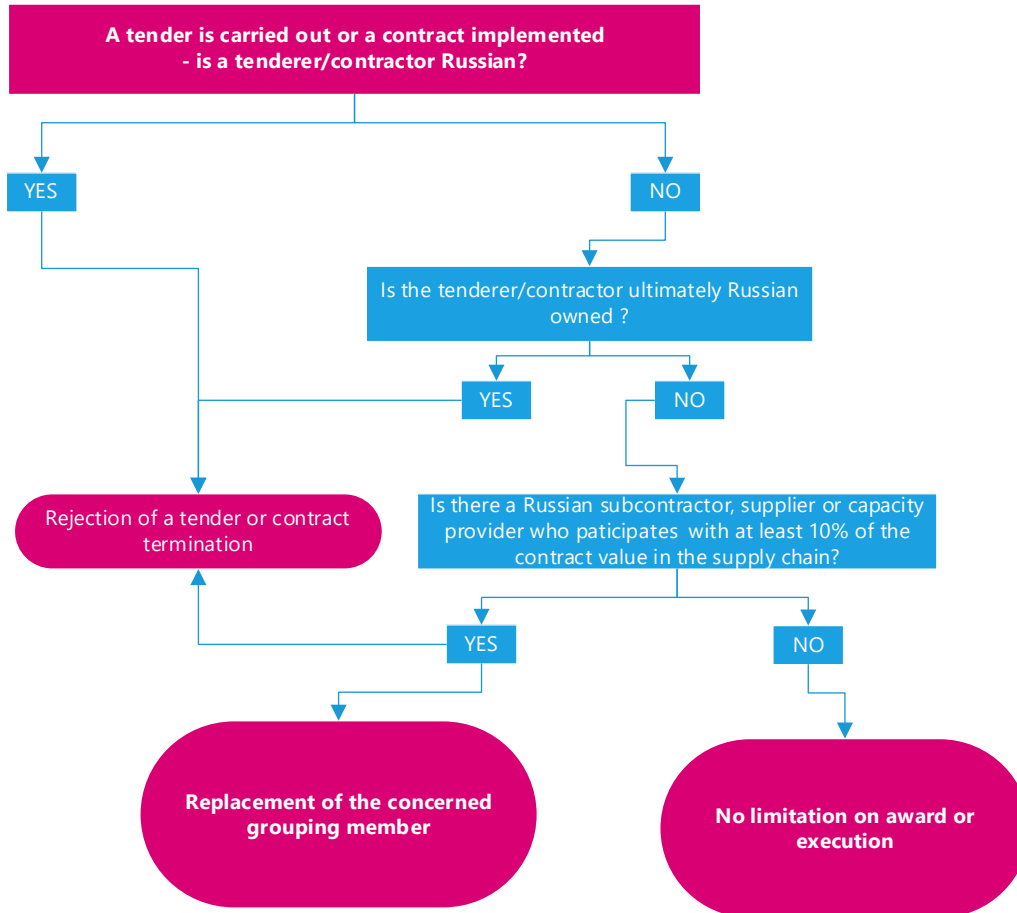 A tender is carried out or a contract implemented
- is a tenderer/contractor Russian?
YES
NO
Is the tenderer/contractor ultimately Russian
owned ?
YES
NO
Rejection of a tender or contract
termination
Is there a Russian subcontractor, supplier or capacity
provider who paticipates with at least 10% of the
contract value in the supply chain?
YES
NO
Replacement of the concerned
grouping member
No limitation on award or
execution